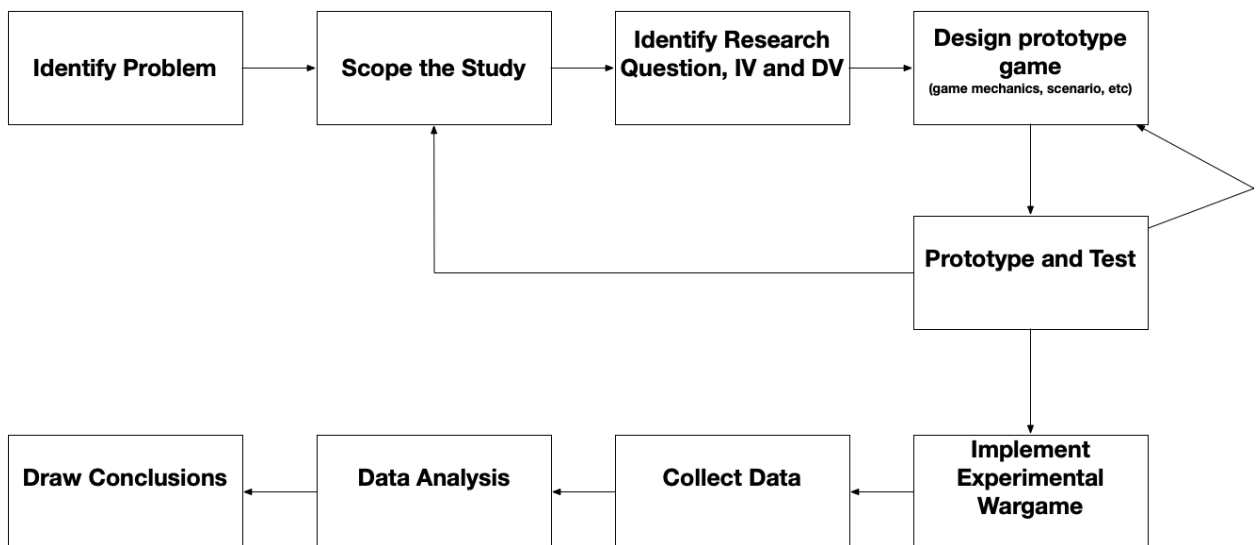 Identify Problem
Scope the Study
Identify Research
Question, IV and DV
Design prototype
game
(game mechanics, scenario, etc)
Prototype and Test
Implement
Experimental
Wargame
Collect Data
Data Analysis
Draw Conclusions